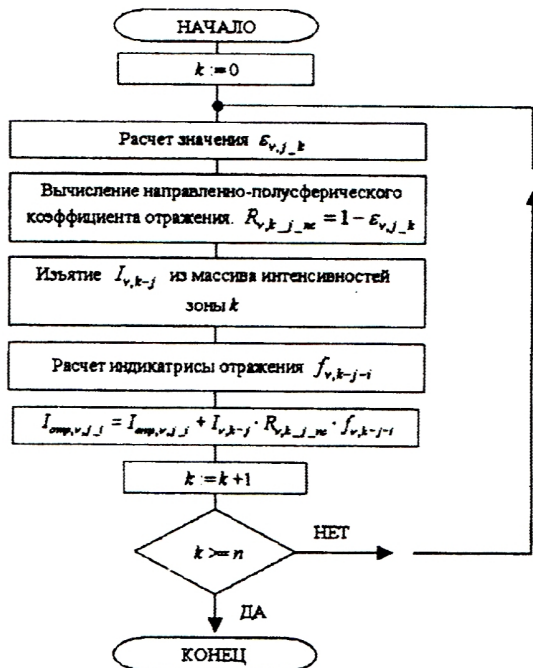 НАЧАЛО
k := 0
Расчет значения ε_{ν,j_k}
Вычисление направленно-полусферического
коэффициента отражения. R_{ν,k_j_пс} = 1 − ε_{ν,j_k}
Изъятие I_{ν,k-j} из массива интенсивностей
зоны k
Расчет индикатрисы отражения f_{ν,k-j-i}
I_{отр,ν,j_i} = I_{отр,ν,j_i} + I_{ν,k-j} · R_{ν,k_j_пс} · f_{ν,k-j-i}
k := k + 1
k >= n
НЕТ
ДА
КОНЕЦ